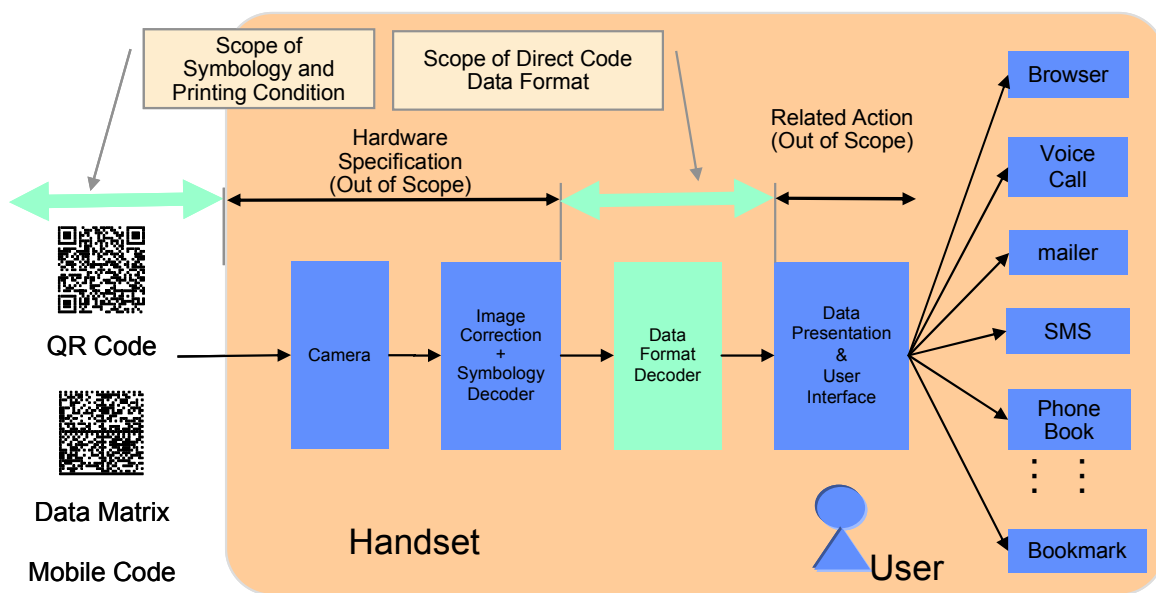 Scope of
Symbology and
Printing Condition
Scope of Direct Code
Data Format
Hardware
Specification
(Out of Scope)
Related Action
(Out of Scope)
Browser
Voice
Call
mailer
SMS
Phone
Book
Bookmark
QR Code
Data Matrix
Mobile Code
Camera
Image
Correction
+
Symbology
Decoder
Data
Format
Decoder
Data
Presentation
&
User
Interface
Handset
User